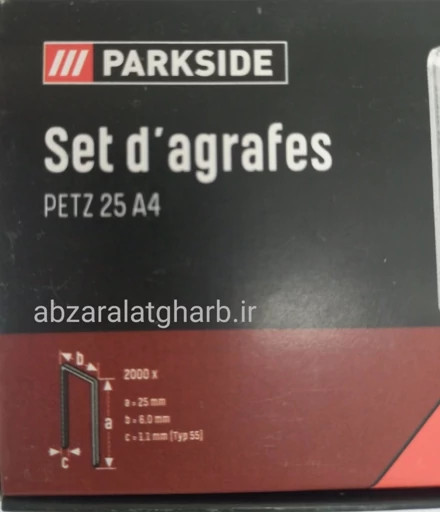 /// PARKSIDE
Set d'agrafes
PETZ 25 A4
abzaralatgharb.ir
b
a
c
2000 x
a = 25 mm
b = 6.0 mm
c = 1.1 mm (Typ 55)